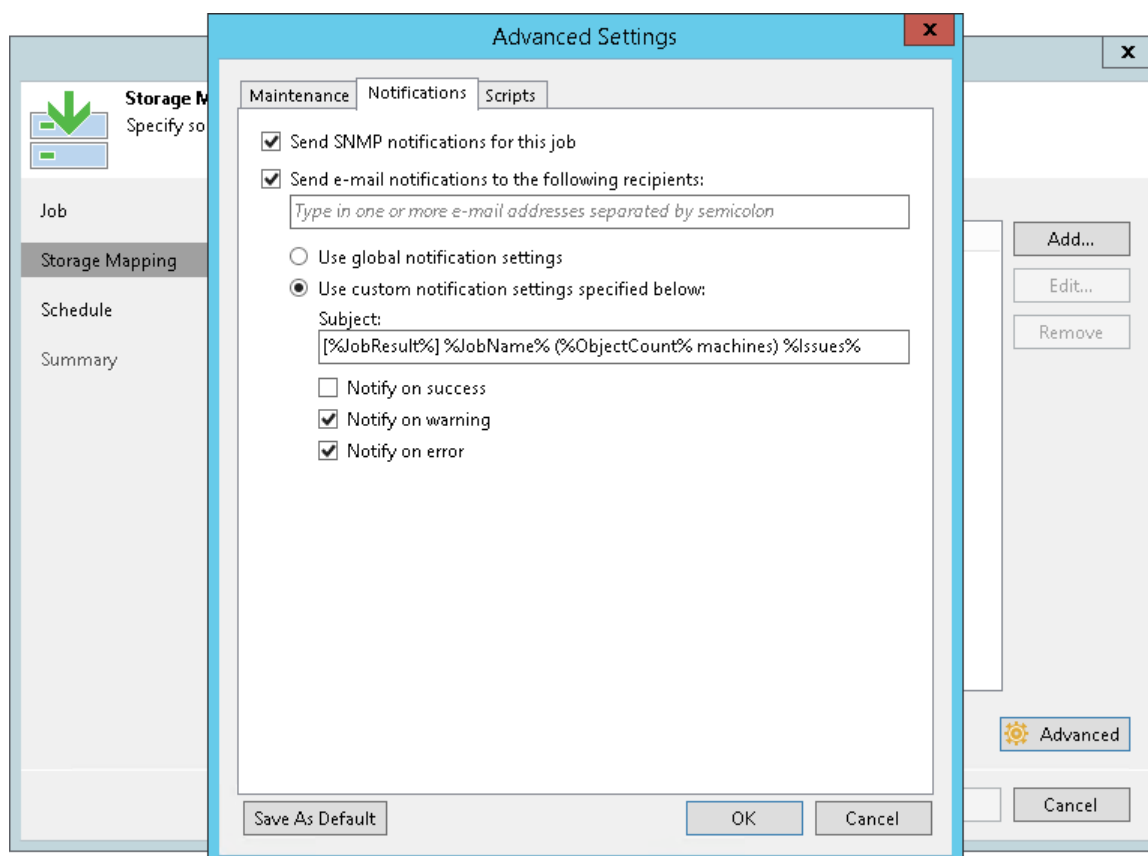 Advanced Settings
x
x
Storage M
Specify so
Maintenance
Notifications
Scripts
Send SNMP notifications for this job
Send e-mail notifications to the following recipients:
Type in one or more e-mail addresses separated by semicolon
Use global notification settings
Use custom notification settings specified below:
Subject:
[%JobResult%] %JobName% (%ObjectCount% machines) %Issues%
Notify on success
Notify on warning
Notify on error
Job
Storage Mapping
Schedule
Summary
Add...
Edit...
Remove
Advanced
Save As Default
OK
Cancel
Cancel